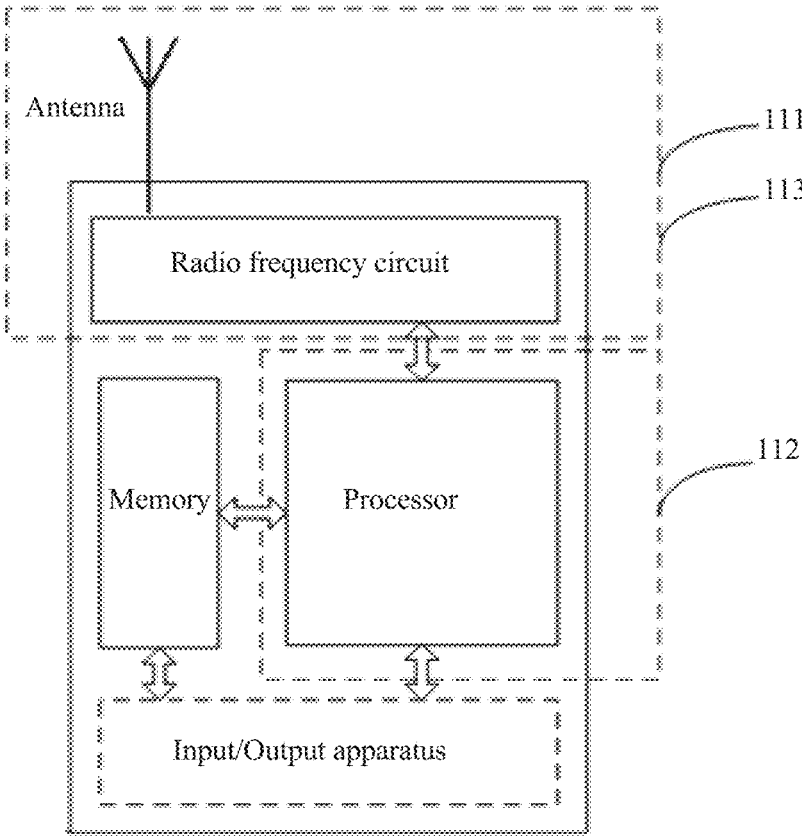 Antenna
111
113
Radio frequency circuit
112
Memory
Processor
Input/Output apparatus